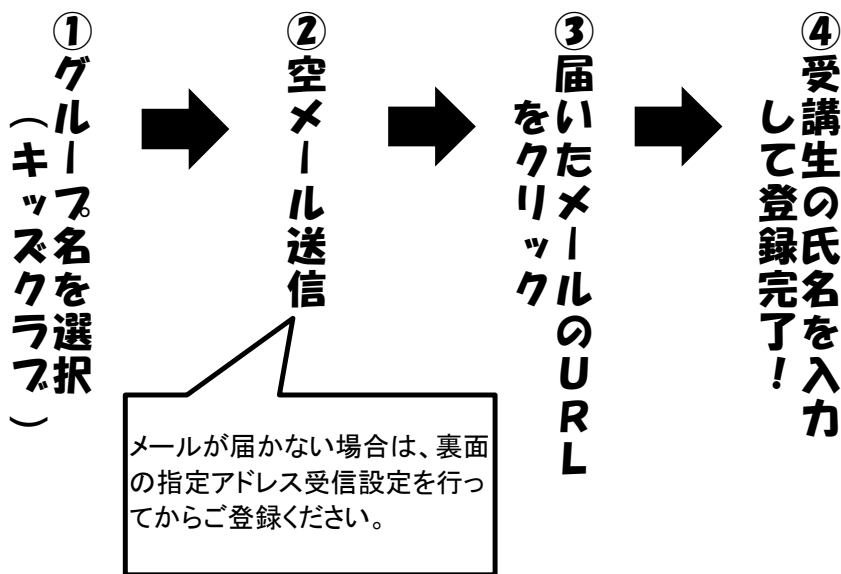 ①グループ名を選択
（キッズクラブ）
②空メール送信
③届いたメールのURL
をクリック
④受講生の氏名を入力
して登録完了！
メールが届かない場合は、裏面
の指定アドレス受信設定を行っ
てからご登録ください。